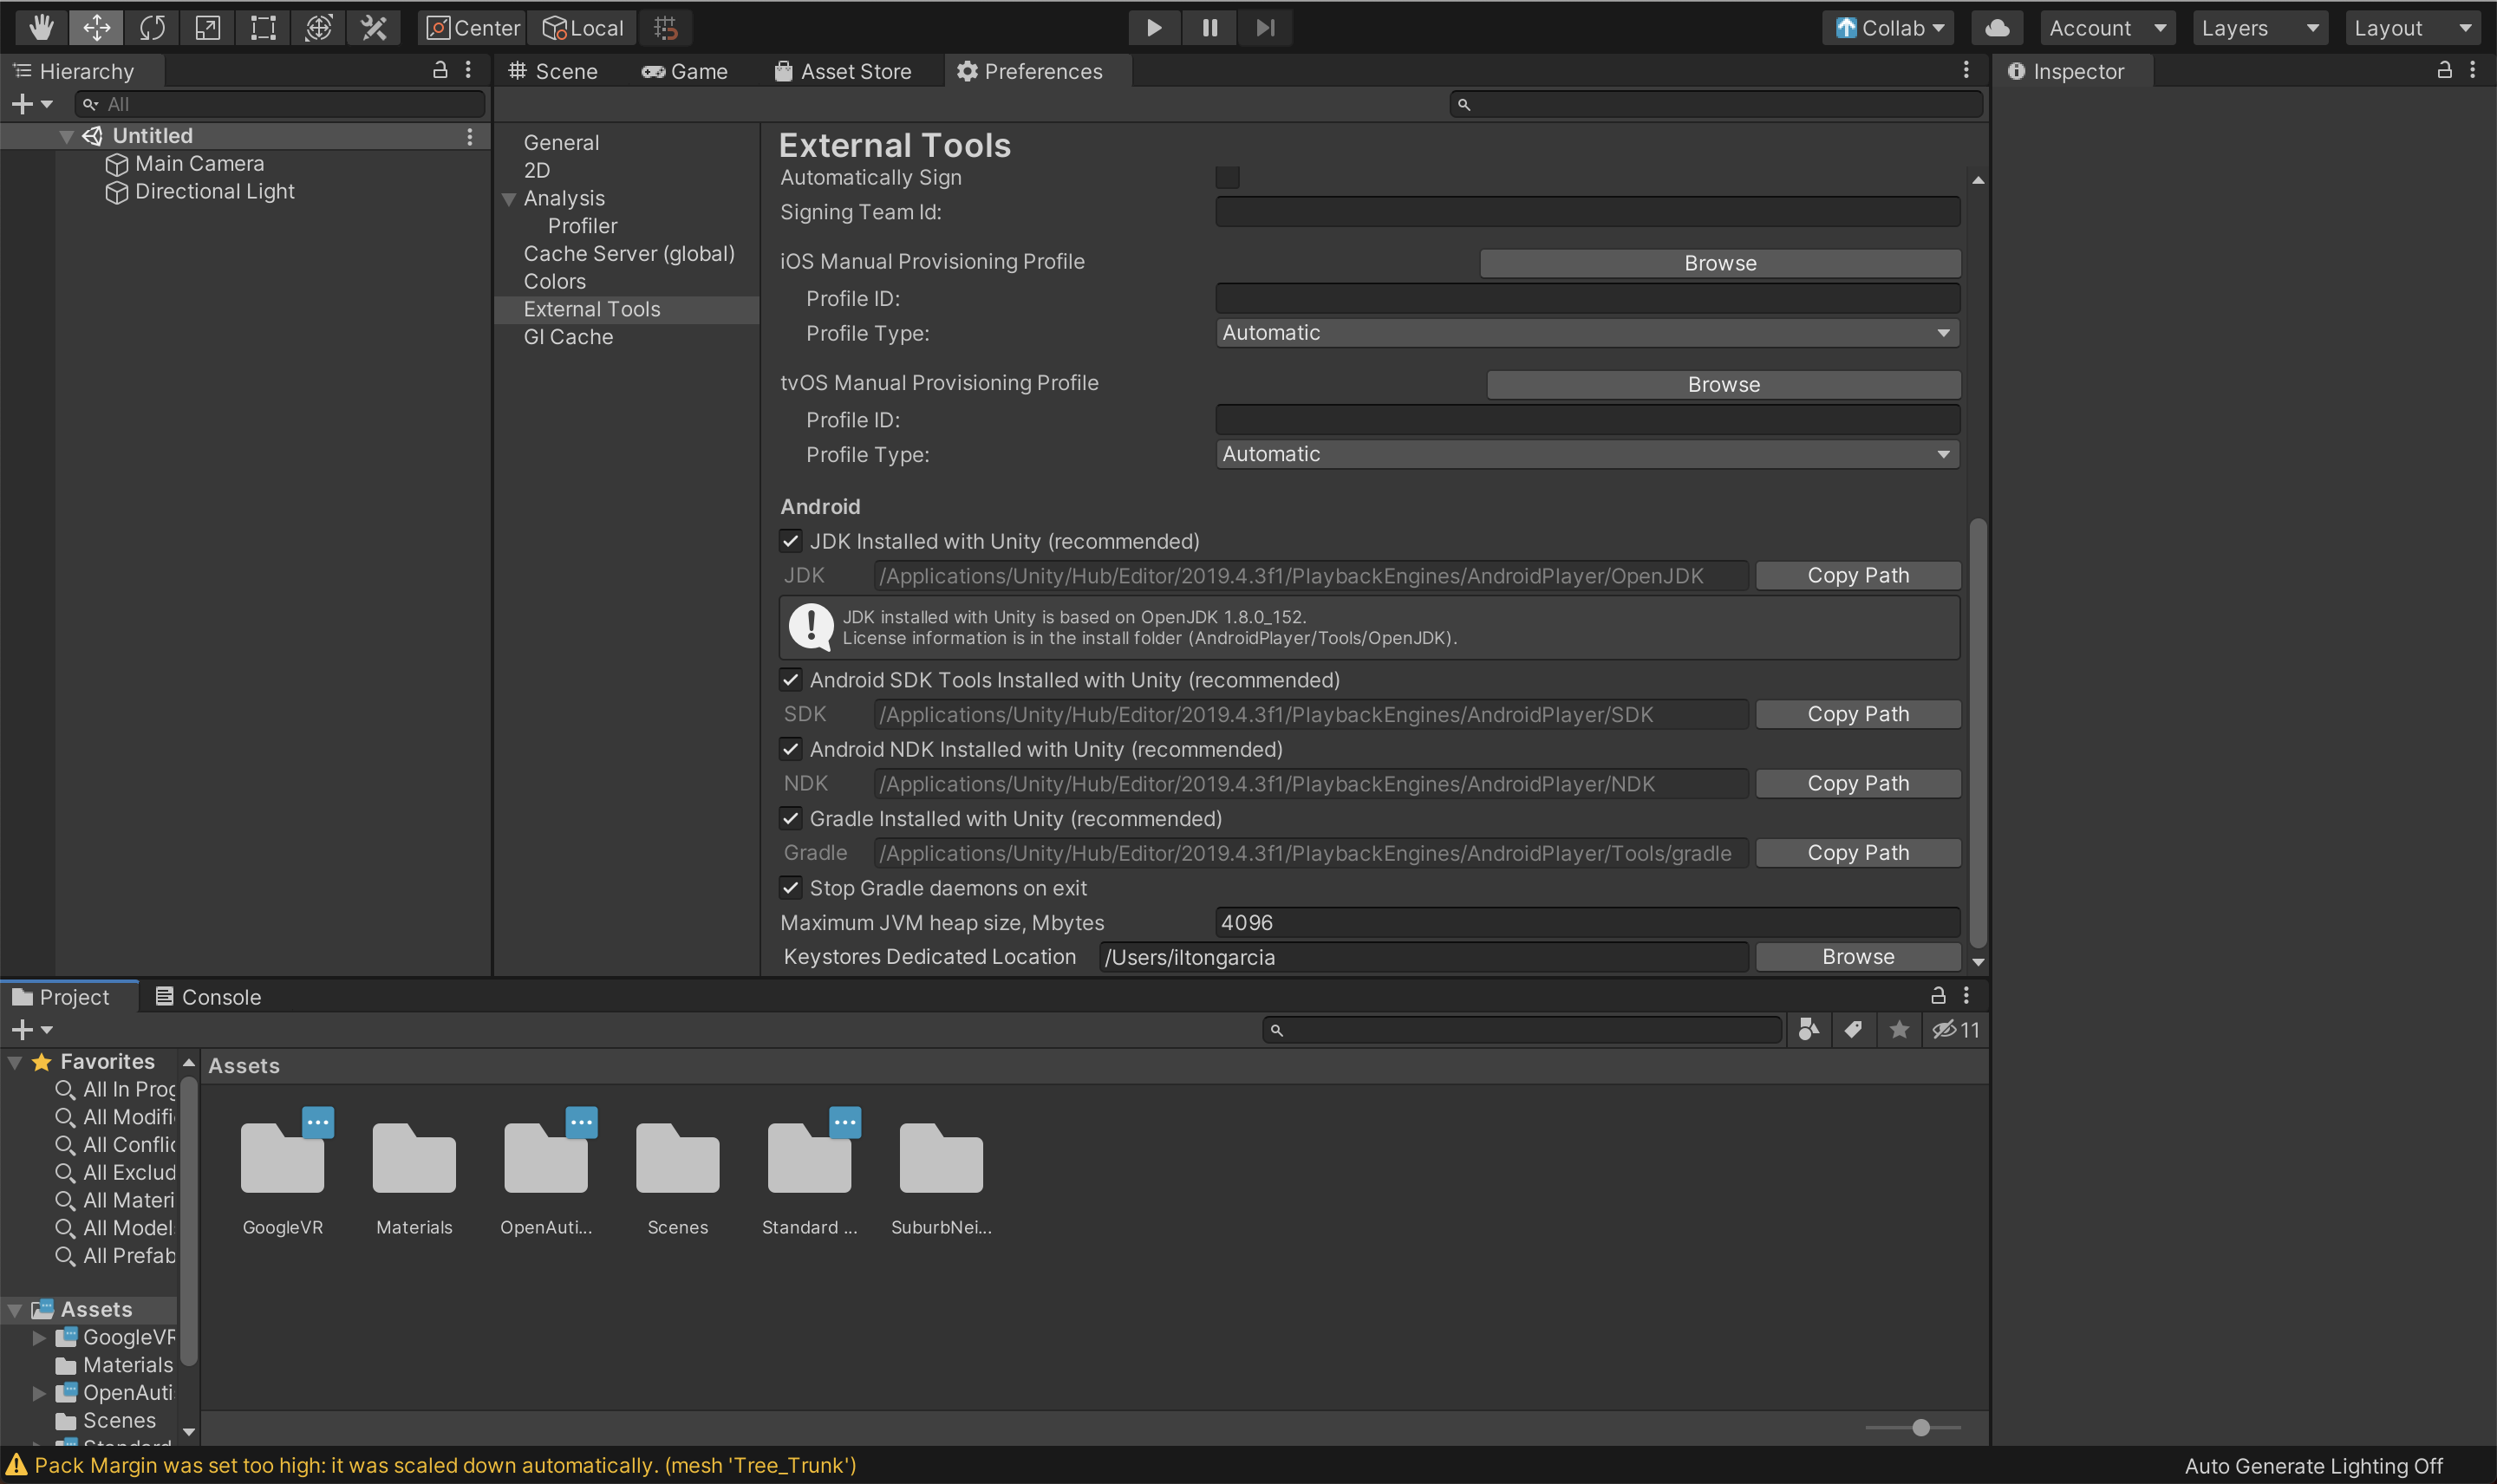 Center
Local
Collab
Account
Layers
Layout
Hierarchy
All
Untitled
Main Camera
Directional Light
Scene
Game
Asset Store
Preferences
General
2D
Analysis
Profiler
Cache Server (global)
Colors
External Tools
GI Cache
External Tools
Automatically Sign
Signing Team Id:
iOS Manual Provisioning Profile
Browse
Profile ID:
Profile Type:
Automatic
tvOS Manual Provisioning Profile
Browse
Profile ID:
Profile Type:
Automatic
Android
JDK Installed with Unity (recommended)
JDK /Applications/Unity/Hub/Editor/2019.4.3f1/PlaybackEngines/AndroidPlayer/OpenJDK Copy Path
JDK installed with Unity is based on OpenJDK 1.8.0_152.
License information is in the install folder (AndroidPlayer/Tools/OpenJDK).
Android SDK Tools Installed with Unity (recommended)
SDK /Applications/Unity/Hub/Editor/2019.4.3f1/PlaybackEngines/AndroidPlayer/SDK Copy Path
Android NDK Installed with Unity (recommended)
NDK /Applications/Unity/Hub/Editor/2019.4.3f1/PlaybackEngines/AndroidPlayer/NDK Copy Path
Gradle Installed with Unity (recommended)
Gradle /Applications/Unity/Hub/Editor/2019.4.3f1/PlaybackEngines/AndroidPlayer/Tools/gradle Copy Path
Stop Gradle daemons on exit
Maximum JVM heap size, Mbytes 4096
Keystores Dedicated Location /Users/iltongarcia Browse
Inspector
Project
Console
11
Favorites
All In Prog
All Modifi
All Conflic
All Exclud
All Materi
All Model
All Prefab
Assets
GoogleVR
Materials
OpenAuti
Scenes
Assets
GoogleVR
Materials
OpenAuti...
Scenes
Standard ...
SuburbNei...
Pack Margin was set too high: it was scaled down automatically. (mesh 'Tree_Trunk')
Auto Generate Lighting Off